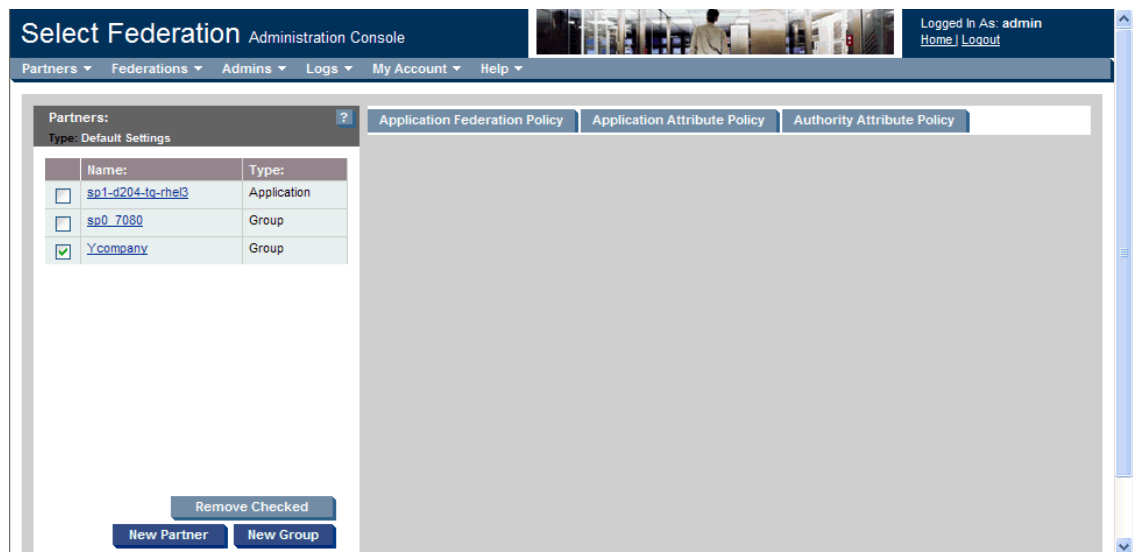 Select Federation Administration Console
Logged In As: admin
Home | Logout
Partners Federations Admins Logs My Account Help
Partners: ?
Type: Default Settings
Application Federation Policy Application Attribute Policy Authority Attribute Policy
Name: Type:
sp1-d204-tq-rhel3 Application
sp0_7080 Group
Ycompany Group
Remove Checked
New Partner New Group